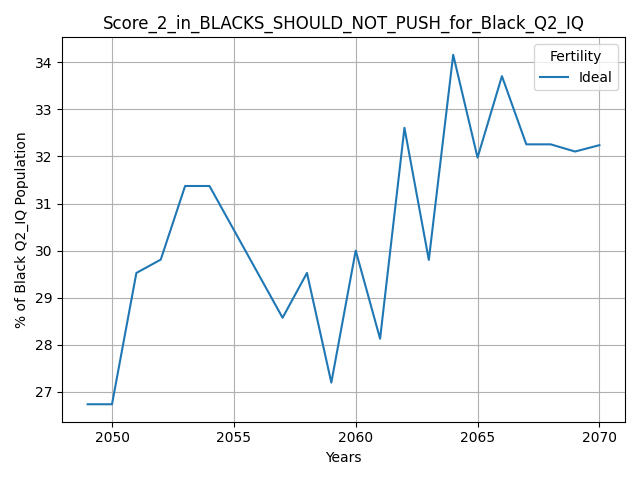 Score_2_in_BLACKS_SHOULD_NOT_PUSH_for_Black_Q2_IQ
Fertility
Ideal
% of Black Q2_IQ Population
34
33
32
31
30
29
28
27
2050
2055
2060
2065
2070
Years